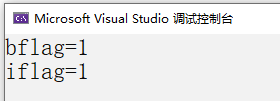 Microsoft Visual Studio 调试控制台
bflag=1
iflag=1